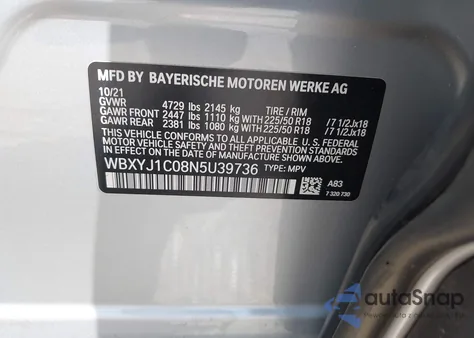 MFD BY BAYERISCHE MOTOREN WERKE AG
10/21
GVWR 4729 lbs 2145 kg TIRE / RIM
GAWR FRONT 2447 lbs 1110 kg WITH 225/50 R18 /7 1/2Jx18
GAWR REAR 2381 lbs 1080 kg WITH 225/50 R18 /7 1/2Jx18
THIS VEHICLE CONFORMS TO ALL APPLICABLE U. S. FEDERAL
MOTOR VEHICLE SAFETY, BUMPER, AND THEFT PREVENTION
STANDARDS IN EFFECT ON THE DATE OF
MANUFACTURE SHOWN ABOVE.
WBXYJ1C08N5U39736 TYPE: MPV
A83
7 320 730
autoSnap